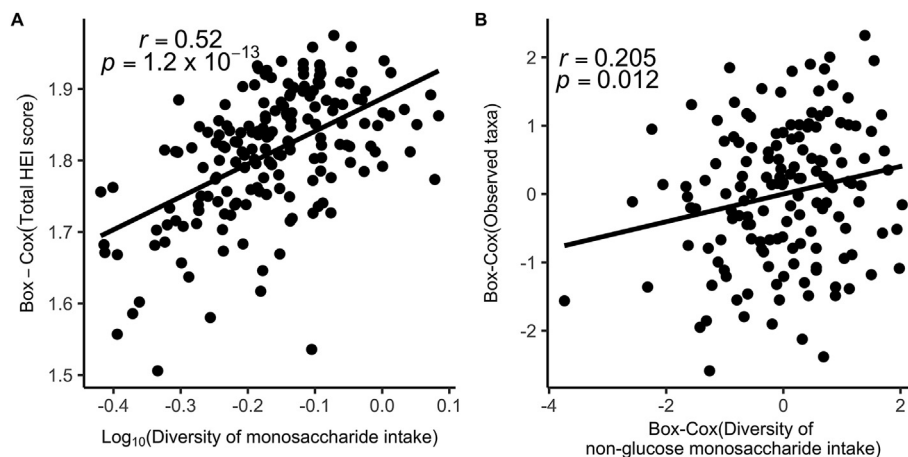 A
r = 0.52
p = 1.2 x 10⁻¹³
1.9
1.8
1.7
1.6
1.5
-0.4
-0.3
-0.2
-0.1
0.0
0.1
Box – Cox(Total HEI score)
Log₁₀(Diversity of monosaccharide intake)
B
r = 0.205
p = 0.012
2
1
0
-1
-2
-4
-2
0
2
Box-Cox(Observed taxa)
Box-Cox(Diversity of
non-glucose monosaccharide intake)